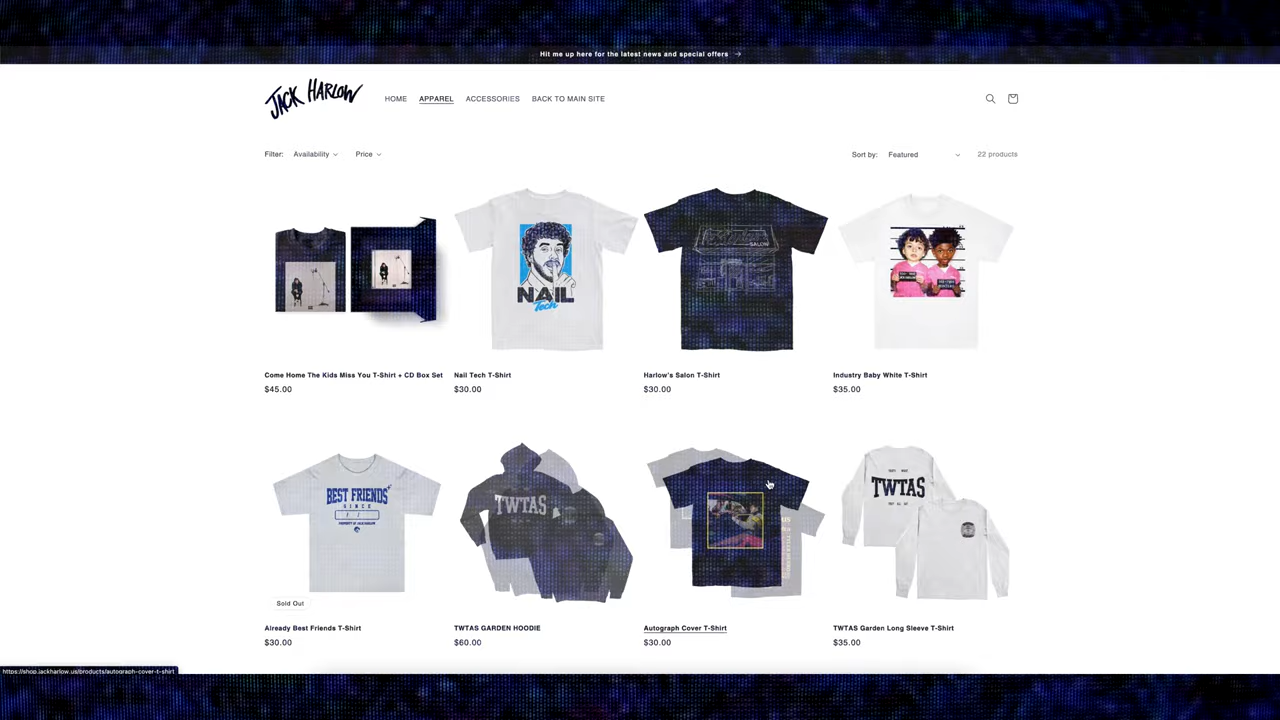 Hit me up here for the latest news and special offers →
JACK HARLOW
HOME APPAREL ACCESSORIES BACK TO MAIN SITE
Filter: Availability Price Sort by: Featured 22 products
SALON
NAIL
Tech
Come Home The Kids Miss You T-Shirt + CD Box Set Nail Tech T-Shirt Harlow's Salon T-Shirt Industry Baby White T-Shirt
$45.00 $30.00 $30.00 $35.00
BEST FRIENDS
SINCE
PROPERTY OF JACK HARLOW
TWTAS
TWTAS
Sold Out
Already Best Friends T-Shirt TWTAS GARDEN HOODIE Autograph Cover T-Shirt TWTAS Garden Long Sleeve T-Shirt
$30.00 $60.00 $30.00 $35.00
https://shop.jackharlow.us/products/autograph-cover-t-shirt